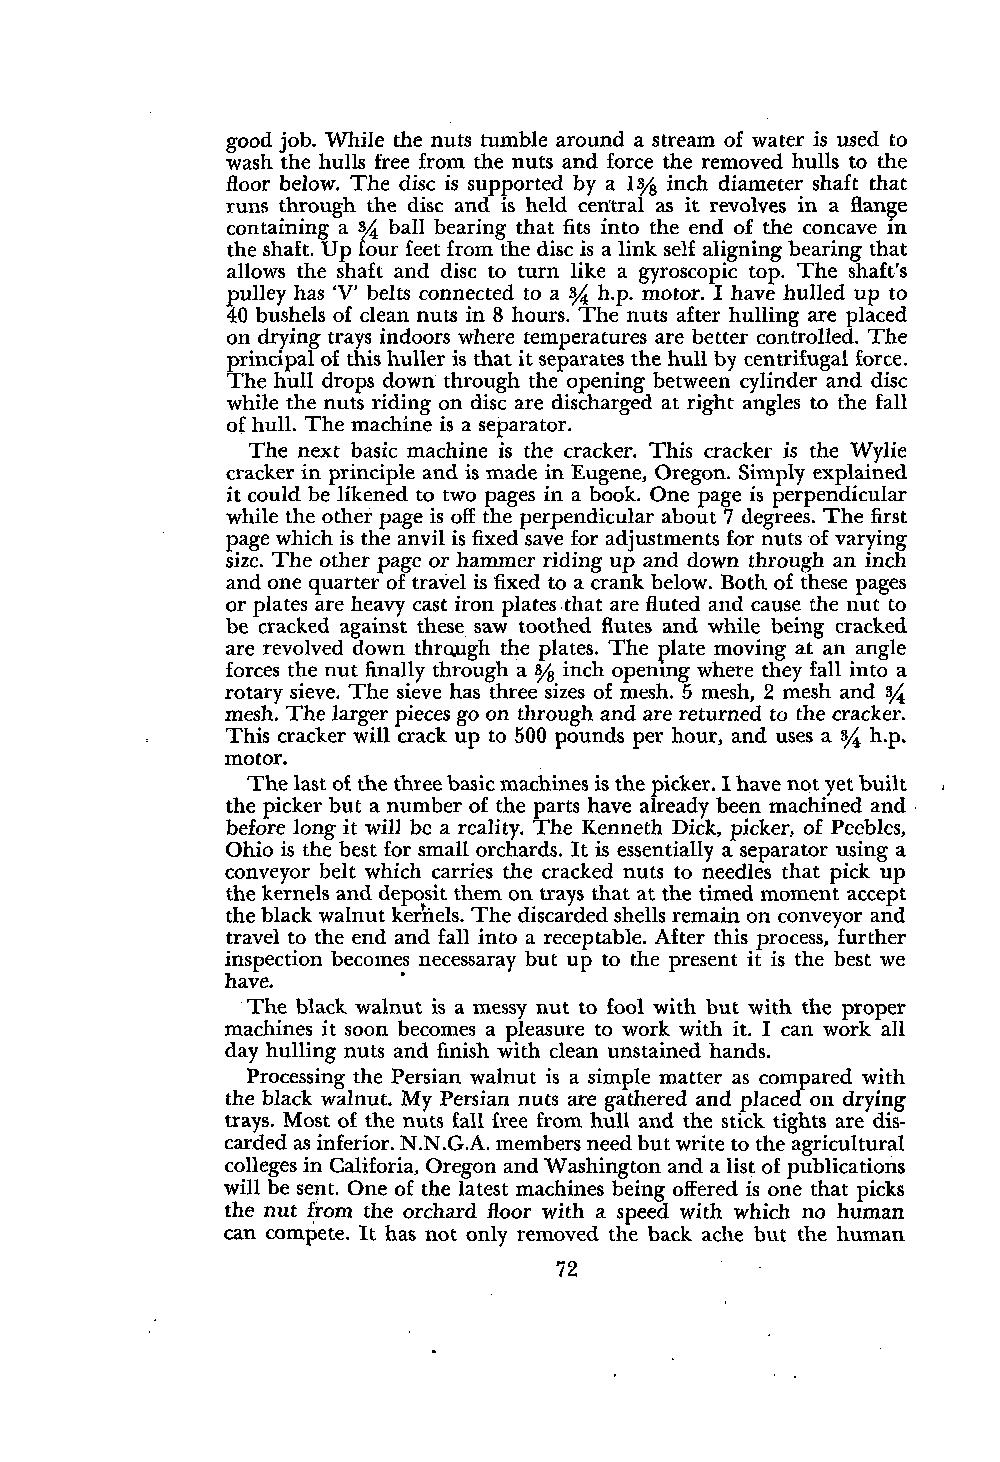 good job. While the nuts tumble around a stream of water is used to
wash the hulls free from the nuts and force the removed hulls to the
floor below. The disc is supported by a 1⅜ inch diameter shaft that
runs through the disc and is held central as it revolves in a flange
containing a ¾ ball bearing that fits into the end of the concave in
the shaft. Up four feet from the disc is a link self aligning bearing that
allows the shaft and disc to turn like a gyroscopic top. The shaft's
pulley has 'V' belts connected to a ¾ h.p. motor. I have hulled up to
40 bushels of clean nuts in 8 hours. The nuts after hulling are placed
on drying trays indoors where temperatures are better controlled. The
principal of this huller is that it separates the hull by centrifugal force.
The hull drops down through the opening between cylinder and disc
while the nuts riding on disc are discharged at right angles to the fall
of hull. The machine is a separator.
The next basic machine is the cracker. This cracker is the Wylie
cracker in principle and is made in Eugene, Oregon. Simply explained
it could be likened to two pages in a book. One page is perpendicular
while the other page is off the perpendicular about 7 degrees. The first
page which is the anvil is fixed save for adjustments for nuts of varying
size. The other page or hammer riding up and down through an inch
and one quarter of travel is fixed to a crank below. Both of these pages
or plates are heavy cast iron plates that are fluted and cause the nut to
be cracked against these saw toothed flutes and while being cracked
are revolved down through the plates. The plate moving at an angle
forces the nut finally through a ⅜ inch opening where they fall into a
rotary sieve. The sieve has three sizes of mesh. 5 mesh, 2 mesh and ¾
mesh. The larger pieces go on through and are returned to the cracker.
This cracker will crack up to 500 pounds per hour, and uses a ¾ h.p.
motor.
The last of the three basic machines is the picker. I have not yet built
the picker but a number of the parts have already been machined and
before long it will be a reality. The Kenneth Dick, picker, of Peebles,
Ohio is the best for small orchards. It is essentially a separator using a
conveyor belt which carries the cracked nuts to needles that pick up
the kernels and deposit them on trays that at the timed moment accept
the black walnut kernels. The discarded shells remain on conveyor and
travel to the end and fall into a receptable. After this process, further
inspection becomes necessaray but up to the present it is the best we
have.
The black walnut is a messy nut to fool with but with the proper
machines it soon becomes a pleasure to work with it. I can work all
day hulling nuts and finish with clean unstained hands.
Processing the Persian walnut is a simple matter as compared with
the black walnut. My Persian nuts are gathered and placed on drying
trays. Most of the nuts fall free from hull and the stick tights are dis-
carded as inferior. N.N.G.A. members need but write to the agricultural
colleges in Califoria, Oregon and Washington and a list of publications
will be sent. One of the latest machines being offered is one that picks
the nut from the orchard floor with a speed with which no human
can compete. It has not only removed the back ache but the human
72